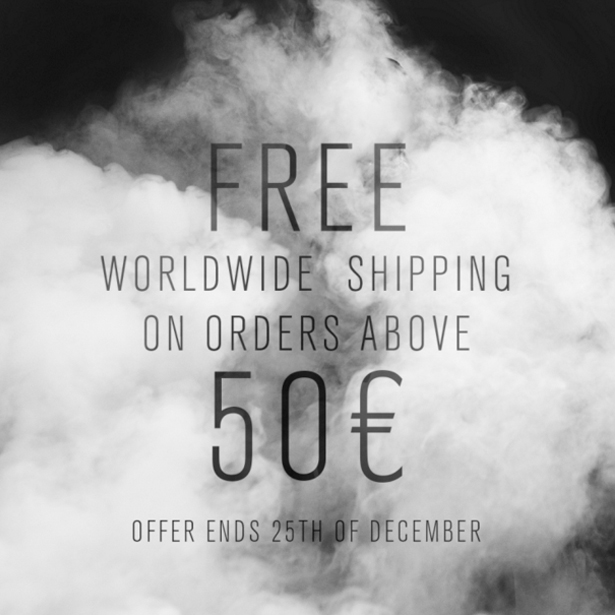 FREE
WORLDWIDE SHIPPING
ON ORDERS ABOVE
50€
OFFER ENDS 25TH OF DECEMBER